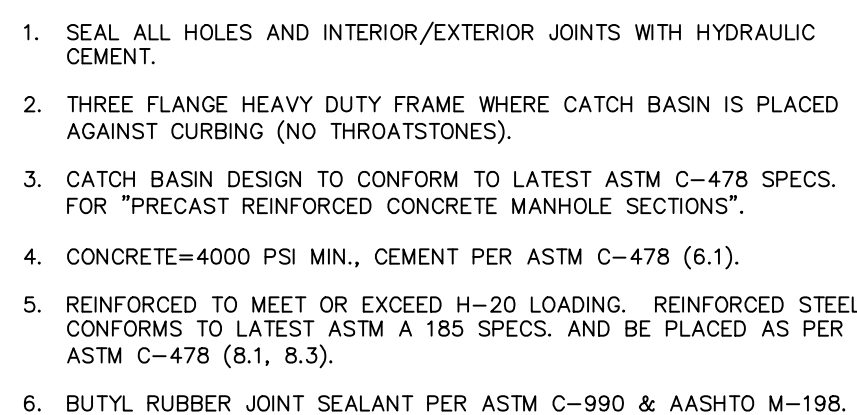 1. SEAL ALL HOLES AND INTERIOR/EXTERIOR JOINTS WITH HYDRAULIC
CEMENT.
2. THREE FLANGE HEAVY DUTY FRAME WHERE CATCH BASIN IS PLACED
AGAINST CURBING (NO THROATSTONES).
3. CATCH BASIN DESIGN TO CONFORM TO LATEST ASTM C-478 SPECS.
FOR "PRECAST REINFORCED CONCRETE MANHOLE SECTIONS".
4. CONCRETE=4000 PSI MIN., CEMENT PER ASTM C-478 (6.1).
5. REINFORCED TO MEET OR EXCEED H-20 LOADING. REINFORCED STEEL
CONFORMS TO LATEST ASTM A 185 SPECS. AND BE PLACED AS PER
ASTM C-478 (8.1, 8.3).
6. BUTYL RUBBER JOINT SEALANT PER ASTM C-990 & AASHTO M-198.